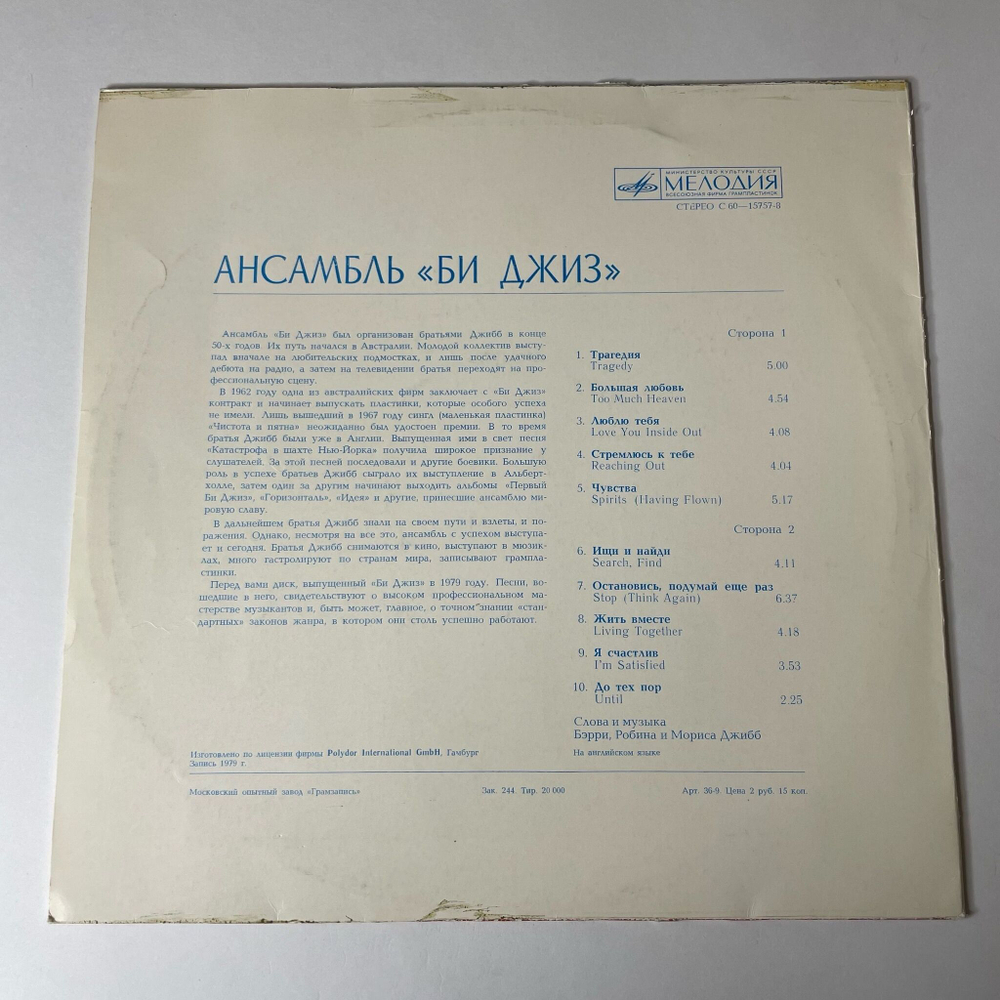 МИНИСТЕРСТВО КУЛЬТУРЫ СССР
МЕЛОДИЯ
ВСЕСОЮЗНАЯ ФИРМА ГРАМПЛАСТИНОК
СТЕРЕО С 60—15757-8
АНСАМБЛЬ «БИ ДЖИЗ»
Ансамбль «Би Джиз» был организован братьями Джибб в конце
50-х годов. Их путь начался в Австралии. Молодой коллектив высту-
пал вначале на любительских подмостках, и лишь после удачного
дебюта на радио, а затем на телевидении братья переходят на про-
фессиональную сцену.
В 1962 году одна из австралийских фирм заключает с «Би Джиз»
контракт и начинает выпускать пластинки, которые особого успеха
не имели. Лишь вышедший в 1967 году сингл (маленькая пластинка)
«Чистота и пятна» неожиданно был удостоен премии. В то время
братья Джибб были уже в Англии. Выпущенная ими в свет песня
«Катастрофа в шахте Нью-Йорка» получила широкое признание у
слушателей. За этой песней последовали и другие боевики. Большую
роль в успехе братьев Джибб сыграло их выступление в Альберт-
холле, затем один за другим начинают выходить альбомы «Первый
Би Джиз», «Горизонталь», «Идея» и другие, принесшие ансамблю ми-
ровую славу.
В дальнейшем братья Джибб знали на своем пути и взлеты, и по-
ражения. Однако, несмотря на все это, ансамбль с успехом выступа-
ет и сегодня. Братья Джибб снимаются в кино, выступают в мюзик-
лах, много гастролируют по странам мира, записывают грампла-
стинки.
Перед вами диск, выпущенный «Би Джиз» в 1979 году. Песни, во-
шедшие в него, свидетельствуют о высоком профессиональном ма-
стерстве музыкантов и, быть может, главное, о точном знании «стан-
дартных» законов жанра, в котором они столь успешно работают.
Сторона 1
1. Трагедия
Tragedy 5.00
2. Большая любовь
Too Much Heaven 4.54
3. Люблю тебя
Love You Inside Out 4.08
4. Стремлюсь к тебе
Reaching Out 4.04
5. Чувства
Spirits (Having Flown) 5.17
Сторона 2
6. Ищи и найди
Search, Find 4.11
7. Остановись, подумай еще раз
Stop (Think Again) 6.37
8. Жить вместе
Living Together 4.18
9. Я счастлив
I'm Satisfied 3.53
10. До тех пор
Until 2.25
Слова и музыка
Бэрри, Робина и Мориса Джибб
На английском языке
Изготовлено по лицензии фирмы Polydor International GmbH, Гамбург
Запись 1979 г.
Московский опытный завод «Грамзапись» Зак. 244. Тир. 20 000 Арт. 36-9. Цена 2 руб. 15 коп.